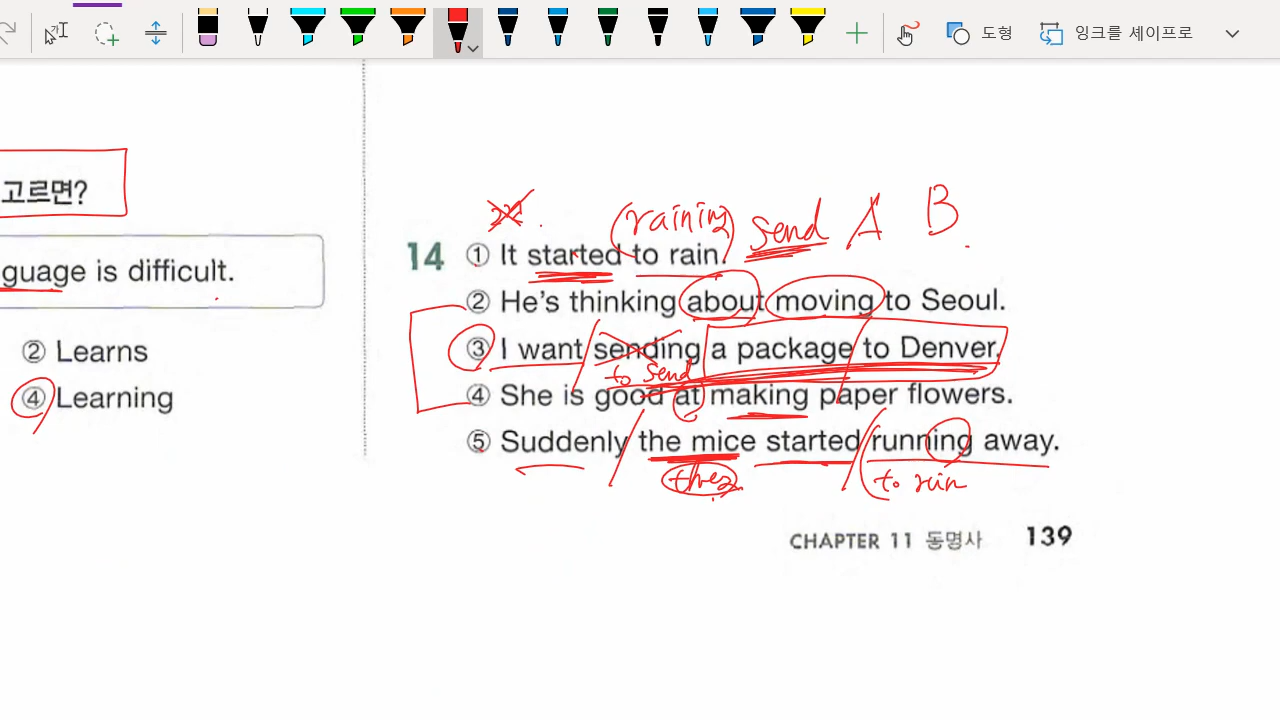 도형
잉크를 셰이프로
고르면?
guage is difficult.
② Learns
④ Learning
(raining) send A B
14 ① It started to rain.
② He's thinking about moving to Seoul.
③ I want sending a package to Denver.
to send
④ She is good at making paper flowers.
⑤ Suddenly the mice started running away.
they
to run
CHAPTER 11 동명사 139